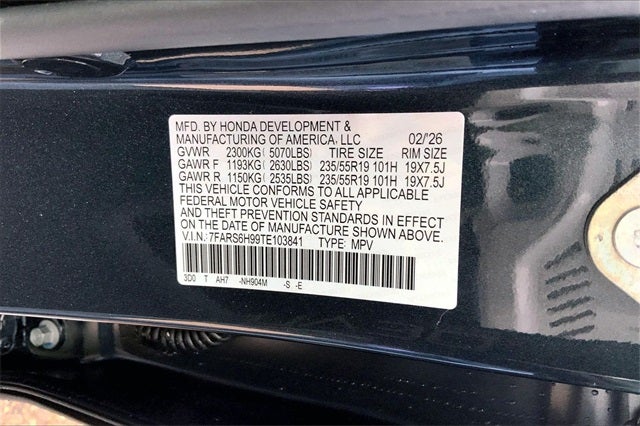 MFD. BY HONDA DEVELOPMENT &
MANUFACTURING OF AMERICA, LLC 02/'26
GVWR 2300KG( 5070LBS) TIRE SIZE RIM SIZE
GAWR F 1193KG( 2630LBS) 235/55R19 101H 19X7.5J
GAWR R 1150KG( 2535LBS) 235/55R19 101H 19X7.5J
THIS VEHICLE CONFORMS TO ALL APPLICABLE
FEDERAL MOTOR VEHICLE SAFETY
AND THEFT PREVENTION STANDARDS IN EFFECT
ON THE DATE OF MANUFACTURE SHOWN ABOVE.
V.I.N.: 7FARS6H99TE103841 TYPE: MPV
3D0 T AH7 -NH904M -S -E